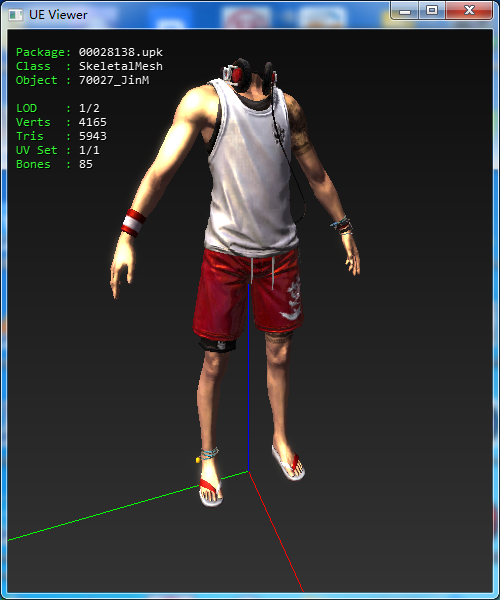 UE Viewer
Package: 00028138.upk
Class : SkeletalMesh
Object : 70027_JinM
LOD : 1/2
Verts : 4165
Tris : 5943
UV Set : 1/1
Bones : 85